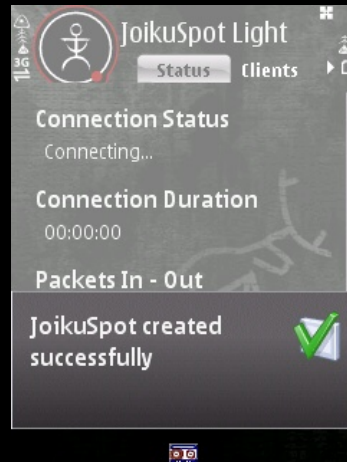 JoikuSpot Light
3G
Status Clients
Connection Status
Connecting...
Connection Duration
00:00:00
Packets In - Out
JoikuSpot created
successfully